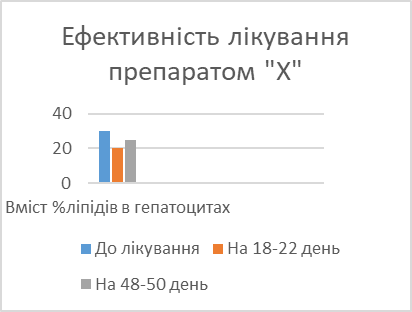 Ефективність лікування
препаратом "Х"
40
20
0
Вміст %ліпідів в гепатоцитах
До лікування
На 18-22 день
На 48-50 день